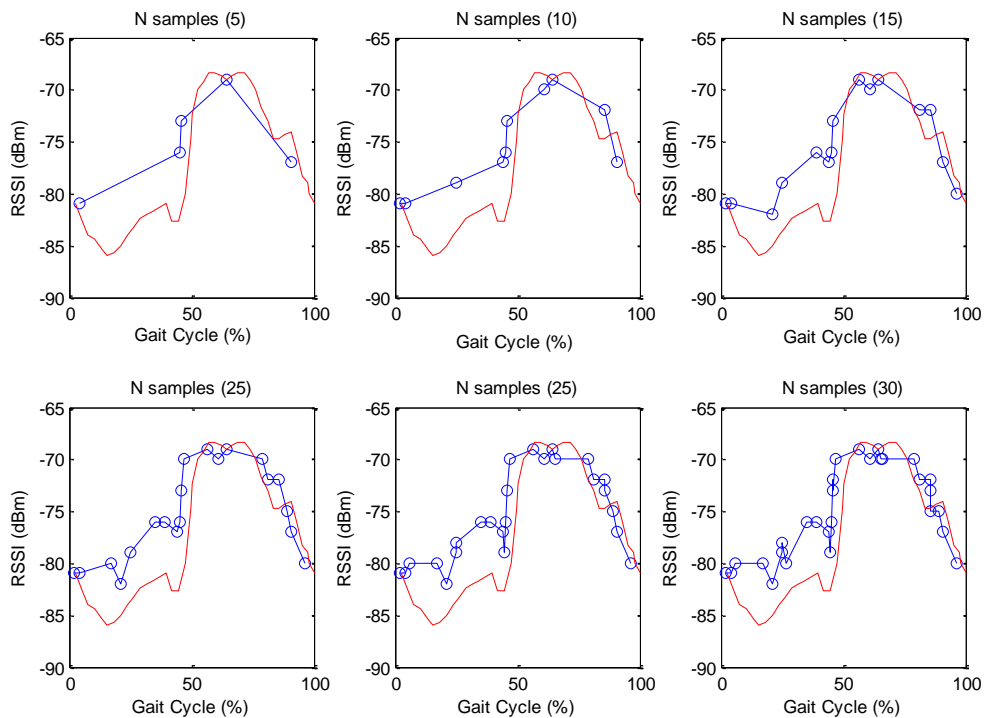 N samples (5)
-65
-70
-75
-80
-85
-90
RSSI (dBm)
0 50 100
Gait Cycle (%)
N samples (10)
-65
-70
-75
-80
-85
-90
RSSI (dBm)
0 50 100
Gait Cycle (%)
N samples (15)
-65
-70
-75
-80
-85
-90
RSSI (dBm)
0 50 100
Gait Cycle (%)
N samples (25)
-65
-70
-75
-80
-85
-90
RSSI (dBm)
0 50 100
Gait Cycle (%)
N samples (25)
-65
-70
-75
-80
-85
-90
RSSI (dBm)
0 50 100
Gait Cycle (%)
N samples (30)
-65
-70
-75
-80
-85
-90
RSSI (dBm)
0 50 100
Gait Cycle (%)